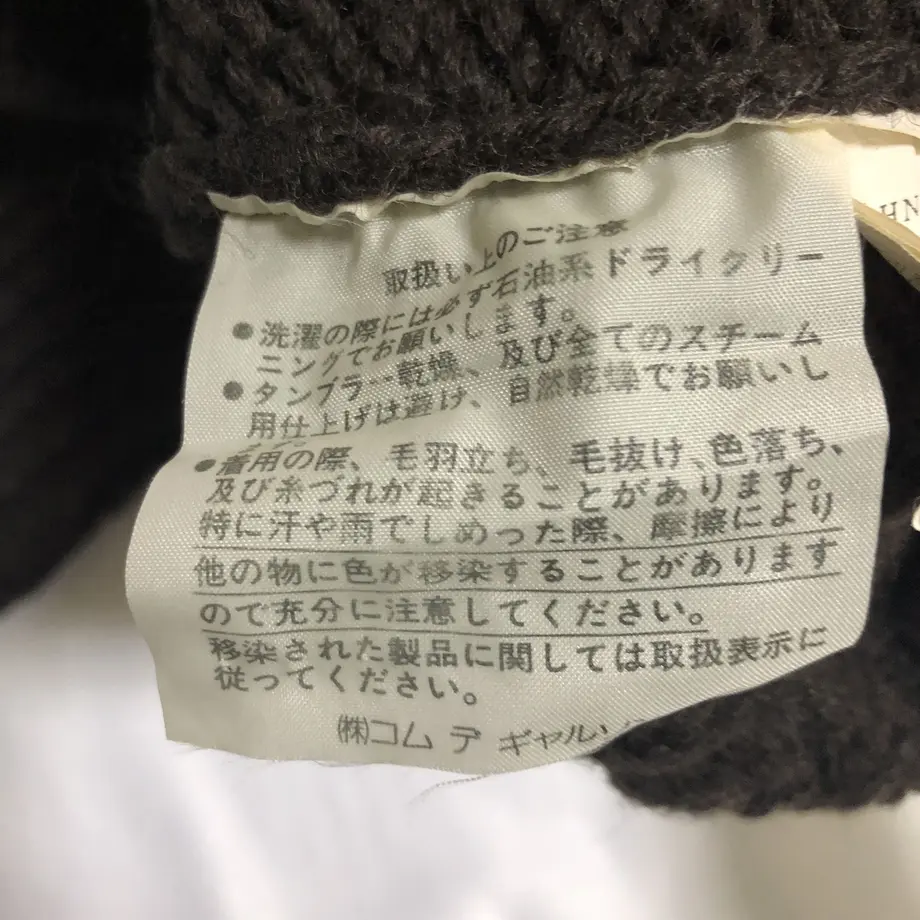 取扱い上のご注意
●洗濯の際には必ず石油系ドライクリー
ニングでお願いします。
●タンブラー乾燥、及び全てのスチーム
用仕上げは避け、自然乾燥でお願いし
●着用の際、毛羽立ち、毛抜け、色落ち、
及び糸づれが起きることがあります。
特に汗や雨でしめった際、摩擦により
他の物に色が移染することがあります
ので充分に注意してください。
移染された製品に関しては取扱表示に
従ってください。
㈱コム デ ギャルソ
HN